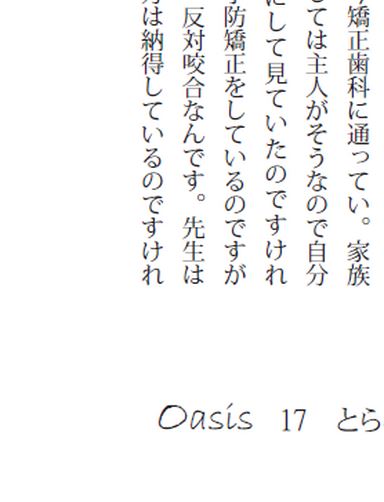 矯正歯科に通ってい。家族
しては主人がそうなので自分
にして見ていたのですけれ
防矯正をしているのですが
反対咬合なんです。先生は
は納得しているのですけれ
Oasis 17 とら